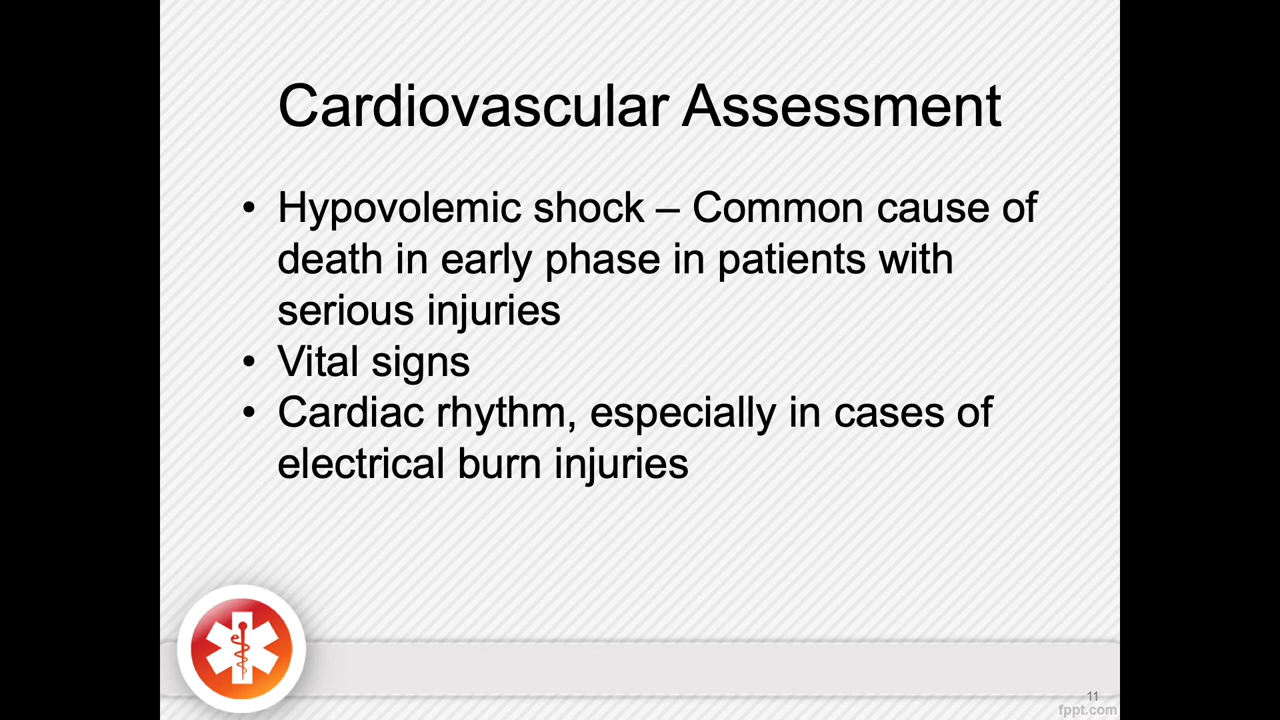 Cardiovascular Assessment
• Hypovolemic shock – Common cause of
death in early phase in patients with
serious injuries
• Vital signs
• Cardiac rhythm, especially in cases of
electrical burn injuries
11
fppt.com